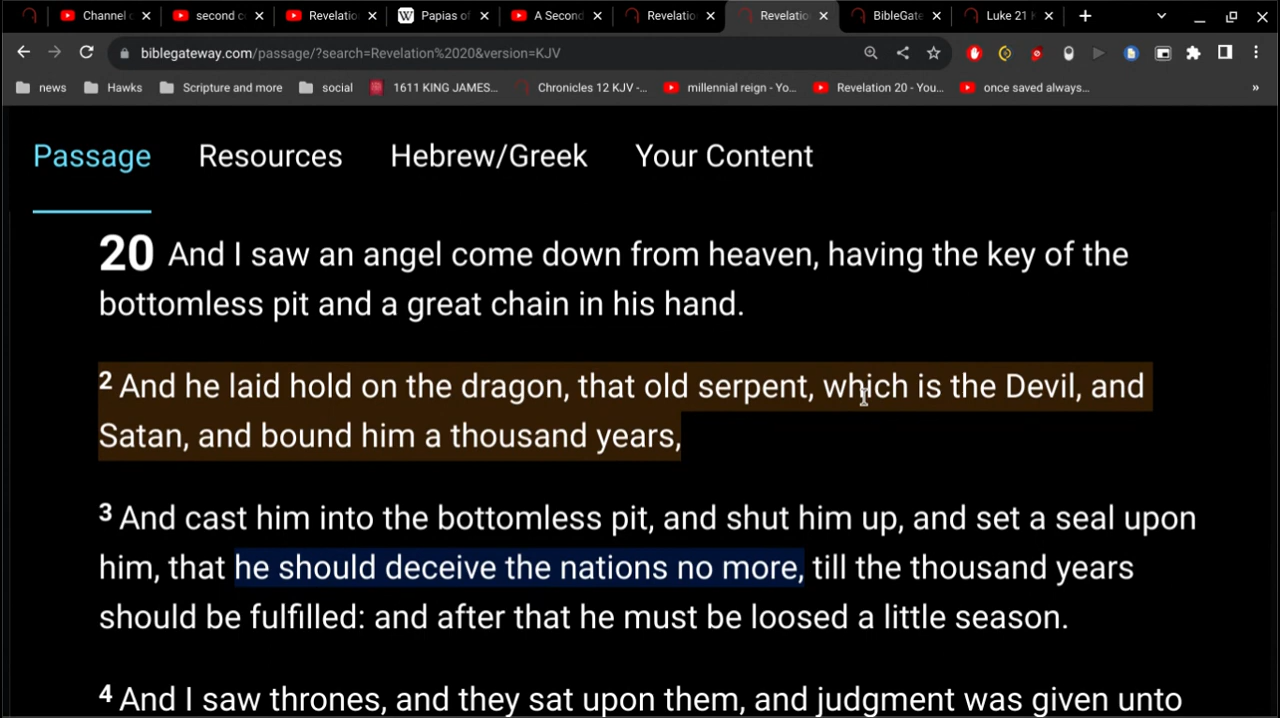 Channel c
second c
Revelatio
Papias of
A Second
Revelatio
Revelatio
BibleGate
Luke 21 K
biblegateway.com/passage/?search=Revelation%2020&version=KJV
news
Hawks
Scripture and more
social
1611 KING JAMES...
Chronicles 12 KJV -...
millennial reign - Yo...
Revelation 20 - You...
once saved always...
»
Passage
Resources
Hebrew/Greek
Your Content
20 And I saw an angel come down from heaven, having the key of the
bottomless pit and a great chain in his hand.
2 And he laid hold on the dragon, that old serpent, which is the Devil, and
Satan, and bound him a thousand years,
3 And cast him into the bottomless pit, and shut him up, and set a seal upon
him, that he should deceive the nations no more, till the thousand years
should be fulfilled: and after that he must be loosed a little season.
4 And I saw thrones, and they sat upon them, and judgment was given unto